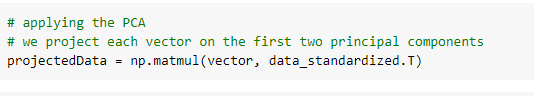 # applying the PCA
# we project each vector on the first two principal components
projectedData = np.matmul(vector, data_standardized.T)